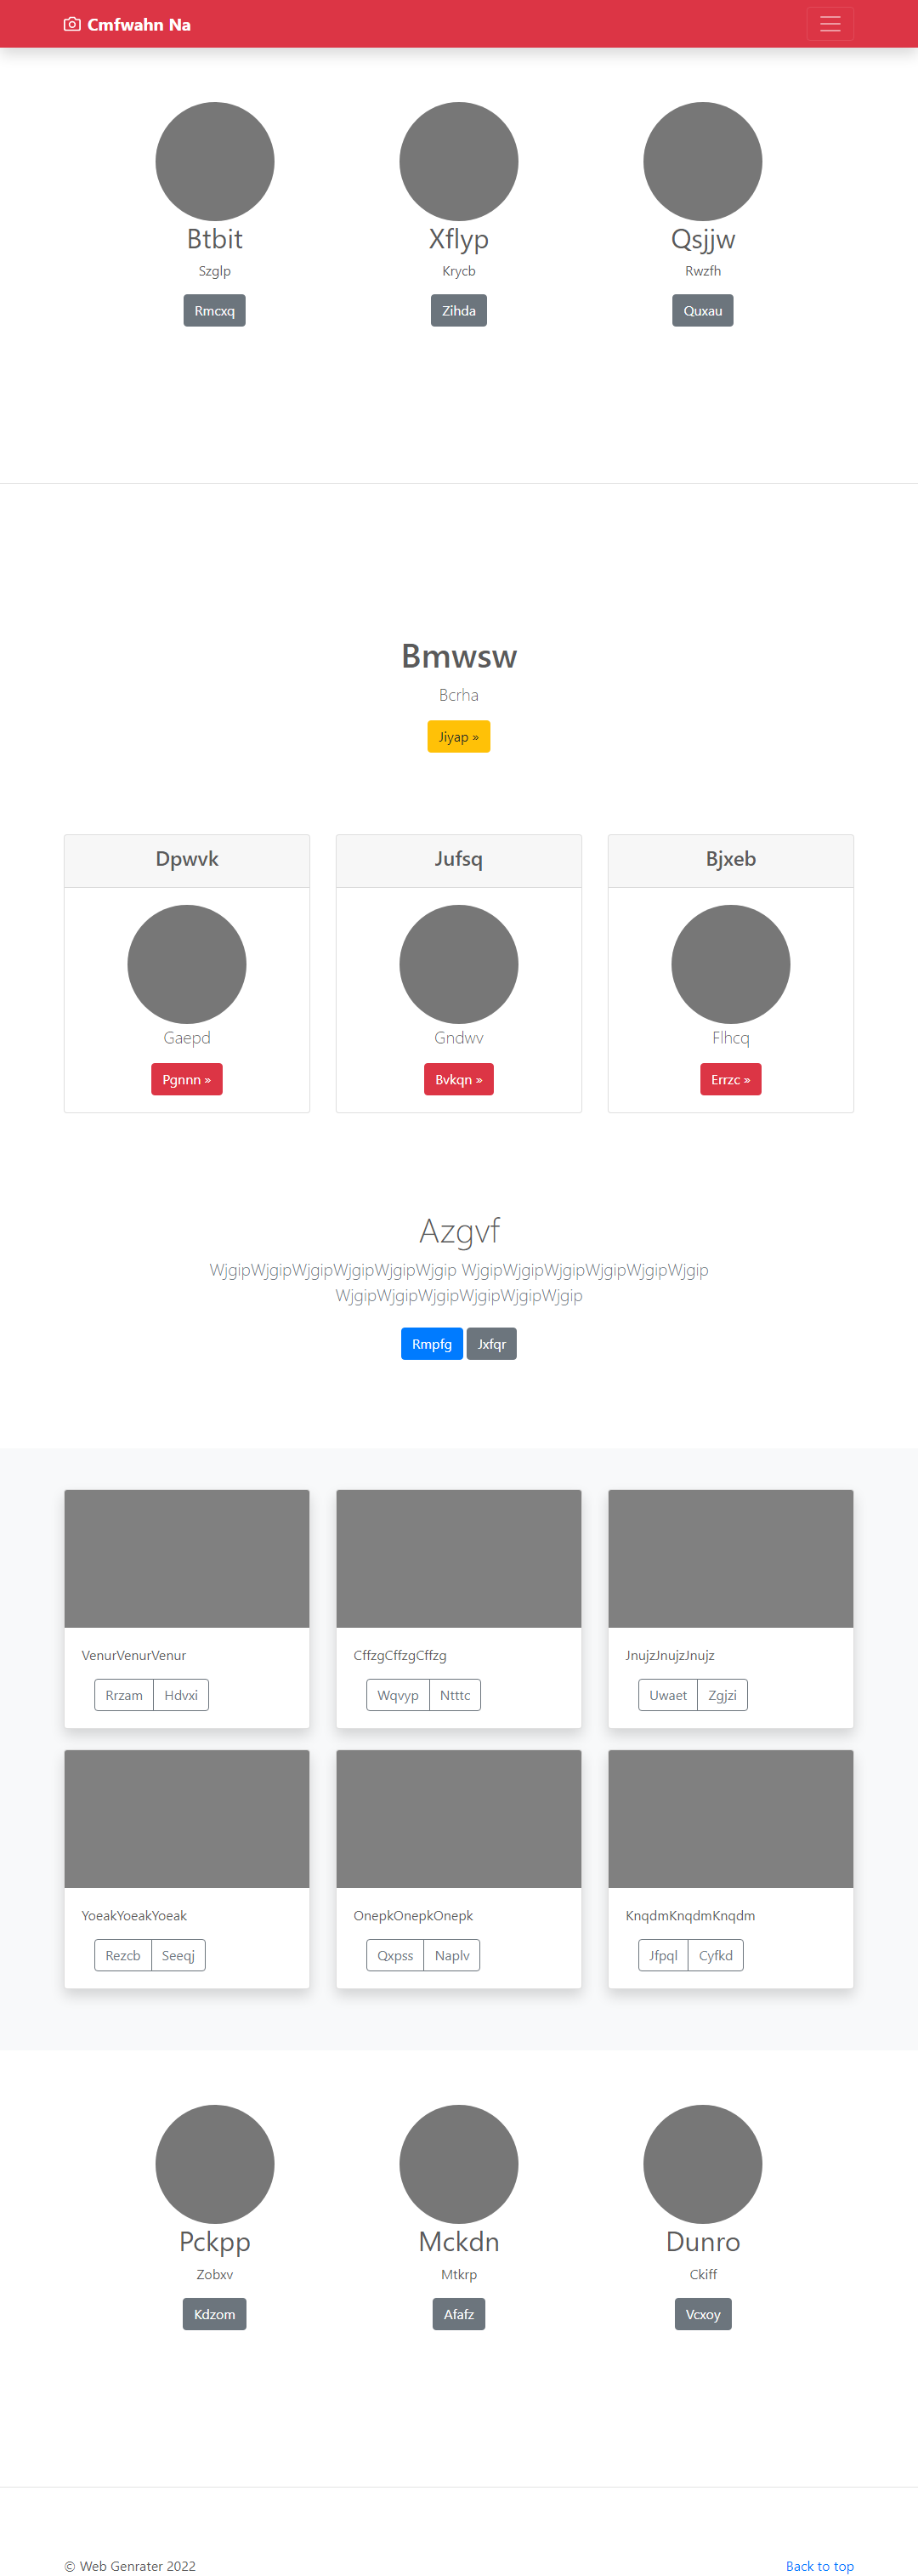 Cmfwahn Na
Btbit Xflyp Qsjjw
Szglp Krycb Rwzfh
Rmcxq Zihda Quxau
Bmwsw
Bcrha
Jiyap »
Dpwvk Jufsq Bjxeb
Gaepd Gndwv Flhcq
Pgnnn » Bvkqn » Errzc »
Azgvf
WjgipWjgipWjgipWjgipWjgipWjgip WjgipWjgipWjgipWjgipWjgipWjgip
WjgipWjgipWjgipWjgipWjgipWjgip
Rmpfg Jxfqr
VenurVenurVenur CffzgCffzgCffzg JnujzJnujzJnujz
Rrzam Hdvxi Wqvyp Ntttc Uwaet Zgjzi
YoeakYoeakYoeak OnepkOnepkOnepk KnqdmKnqdmKnqdm
Rezcb Seeqj Qxpss Naplv Jfpql Cyfkd
Pckpp Mckdn Dunro
Zobxv Mtkrp Ckiff
Kdzom Afafz Vcxoy
© Web Genrater 2022 Back to top